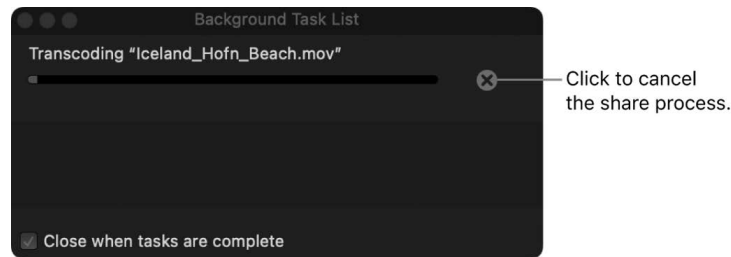 Background Task List
Transcoding “Iceland_Hofn_Beach.mov”
Click to cancel
the share process.
Close when tasks are complete